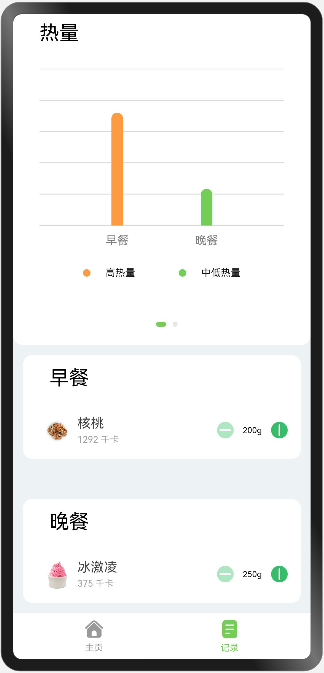 热量
早餐 晚餐
高热量 中低热量
早餐
核桃
1292 千卡
200g
晚餐
冰激凌
375 千卡
250g
主页 记录